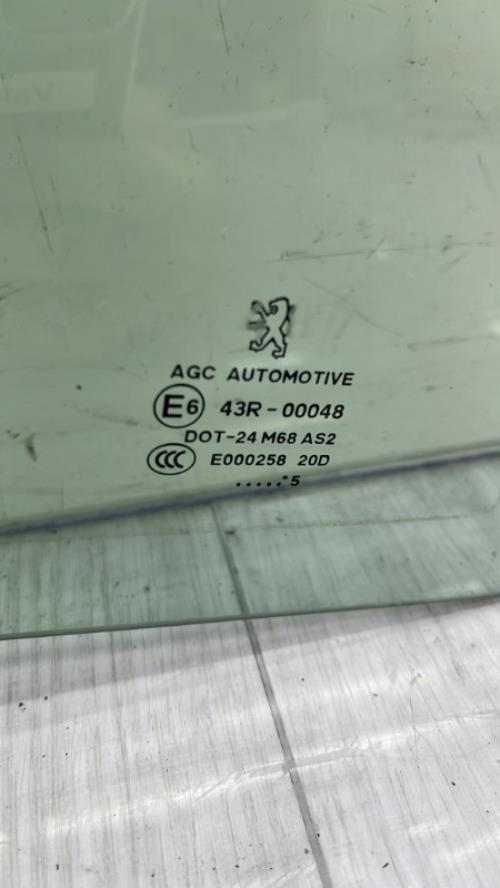 AGC AUTOMOTIVE
E6 43R-00048
DOT-24 M68 AS2
CCC E000258 20D
.....·5